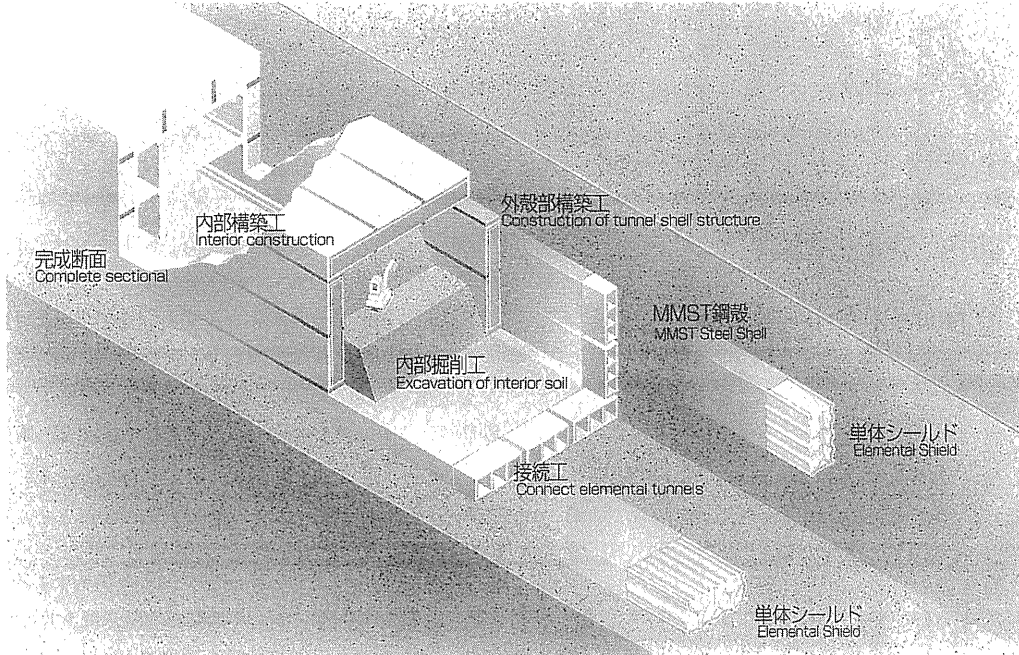 外殻部構築工
Construction of tunnel shell structure
内部構築工
Interior construction
完成断面
Complete sectional
MMST鋼殻
MMST Steel Shell
内部掘削工
Excavation of interior soil
単体シールド
Elemental Shield
接続工
Connect elemental tunnels
単体シールド
Elemental Shield